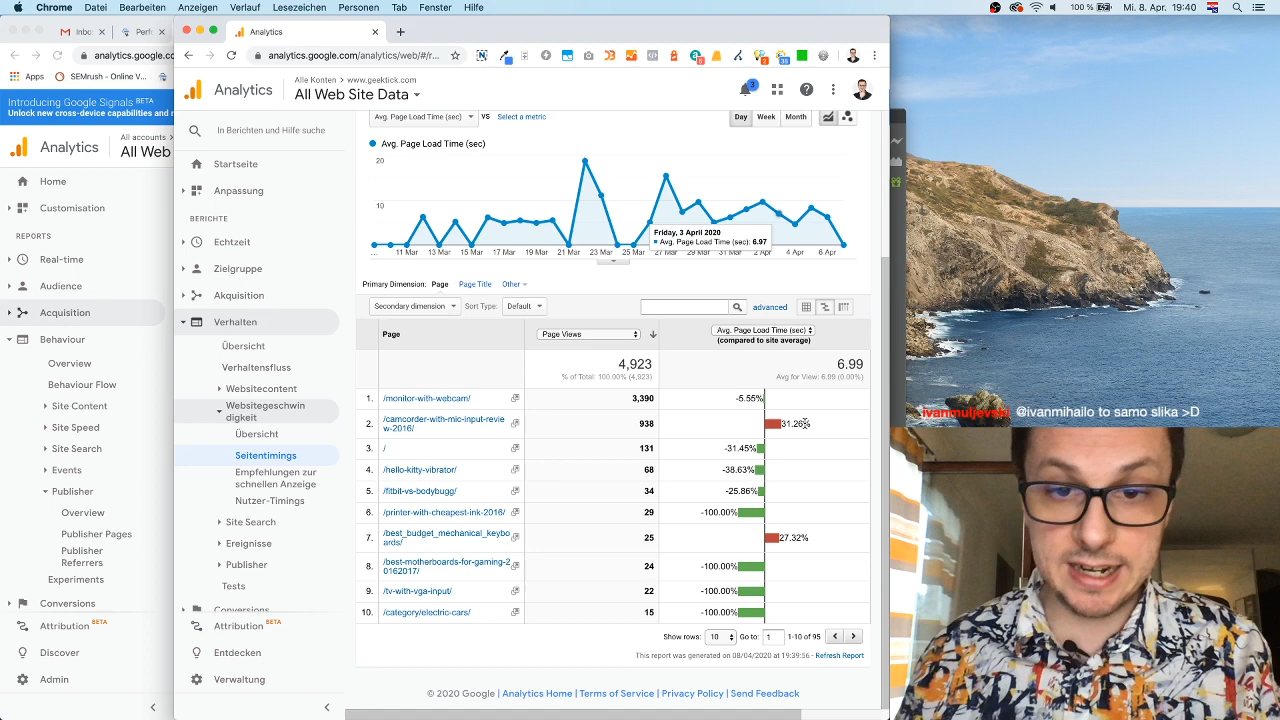 Chrome Datei Bearbeiten Anzeigen Verlauf Lesezeichen Personen Tab Fenster Hilfe
100 % Mi. 8. Apr. 19:40
Analytics
analytics.google.com/analytics/web/#/r...
Apps SEMrush - Online V...
Introducing Google Signals BETA
Unlock new cross-device capabilities and
Analytics
All accounts
All Web
Home
Customisation
REPORTS
Real-time
Audience
Acquisition
Behaviour
Overview
Behaviour Flow
Site Content
Site Speed
Site Search
Events
Publisher
Overview
Publisher Pages
Publisher
Referrers
Experiments
Conversions
Attribution BETA
Discover
Admin
Analytics
Alle Konten > www.geektick.com
All Web Site Data
3
In Berichten und Hilfe suche
Startseite
Anpassung
BERICHTE
Echtzeit
Zielgruppe
Akquisition
Verhalten
Übersicht
Verhaltensfluss
Websitecontent
Websitegeschwin
digkeit
Übersicht
Seitentimings
Empfehlungen zur
schnellen Anzeige
Nutzer-Timings
Site Search
Ereignisse
Publisher
Tests
Conversions
Attribution BETA
Entdecken
Verwaltung
Avg. Page Load Time (sec) VS Select a metric
Day Week Month
Avg. Page Load Time (sec)
20
10
Friday, 3 April 2020
Avg. Page Load Time (sec): 6.97
... 11 Mar 13 Mar 15 Mar 17 Mar 19 Mar 21 Mar 23 Mar 25 Mar 27 Mar 29 Mar 31 Mar 2 Apr 4 Apr 6 Apr
Primary Dimension: Page Page Title Other
Secondary dimension Sort Type: Default advanced
Page Page Views Avg. Page Load Time (sec)
(compared to site average)
4,923 6.99
% of Total: 100.00% (4,923) Avg for View: 6.99 (0.00%)
1. /monitor-with-webcam/ 3,390 -5.55%
2. /camcorder-with-mic-input-revie
w-2016/ 938 31.26%
3. / 131 -31.45%
4. /hello-kitty-vibrator/ 68 -38.63%
5. /fitbit-vs-bodybugg/ 34 -25.86%
6. /printer-with-cheapest-ink-2016/ 29 -100.00%
7. /best_budget_mechanical_keybo
ards/ 25 27.32%
8. /best-motherboards-for-gaming-2
0162017/ 24 -100.00%
9. /tv-with-vga-input/ 22 -100.00%
10. /category/electric-cars/ 15 -100.00%
Show rows: 10 Go to: 1 1-10 of 95
This report was generated on 08/04/2020 at 19:39:56 - Refresh Report
© 2020 Google | Analytics Home | Terms of Service | Privacy Policy | Send Feedback
@ivanmihailo to samo slika >D